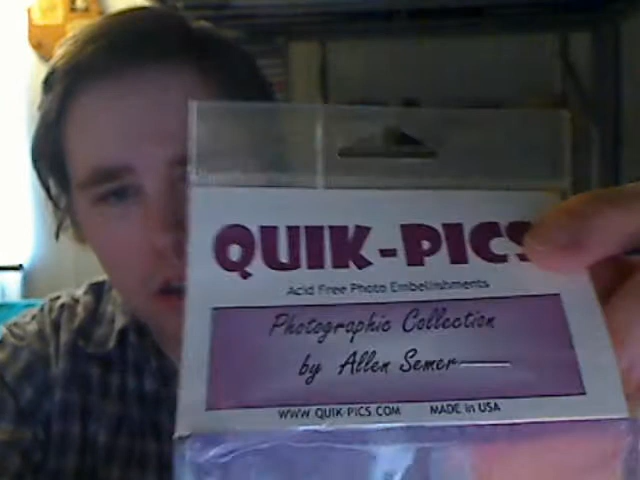 QUIK-PICS
Acid Free Photo Embellishments
Photographic Collection
by Allen Semer
WWW.QUIK-PICS.COM MADE in USA